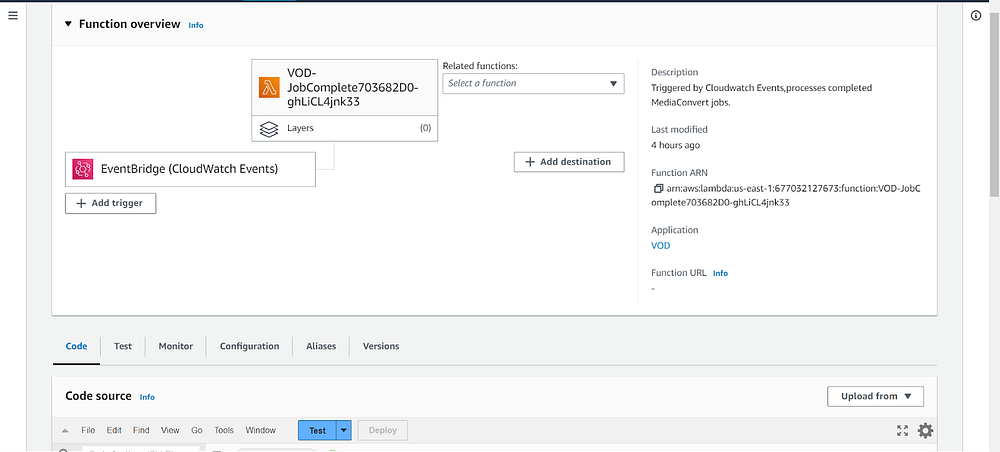 Function overview Info
VOD-
JobComplete703682D0-
ghLiCL4jnk33
Layers (0)
Related functions:
Select a function
EventBridge (CloudWatch Events)
+ Add destination
+ Add trigger
Description
Triggered by Cloudwatch Events,processes completed
MediaConvert jobs.
Last modified
4 hours ago
Function ARN
arn:aws:lambda:us-east-1:677032127673:function:VOD-JobC
omplete703682D0-ghLiCL4jnk33
Application
VOD
Function URL Info
-
Code Test Monitor Configuration Aliases Versions
Code source Info
Upload from
File Edit Find View Go Tools Window Test Deploy